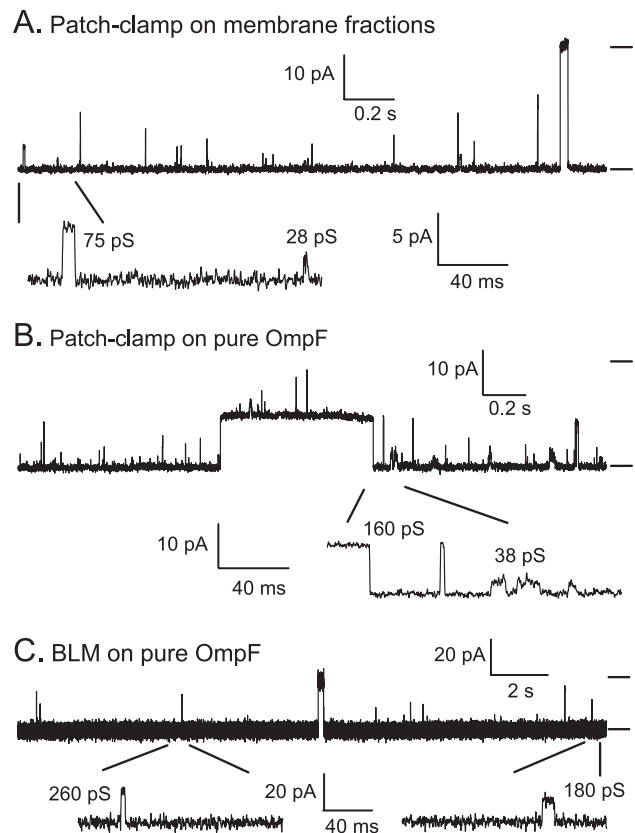 A. Patch-clamp on membrane fractions
10 pA
0.2 s
75 pS
28 pS
5 pA
40 ms
B. Patch-clamp on pure OmpF
10 pA
0.2 s
160 pS
10 pA
38 pS
40 ms
C. BLM on pure OmpF
20 pA
2 s
260 pS
20 pA
180 pS
40 ms